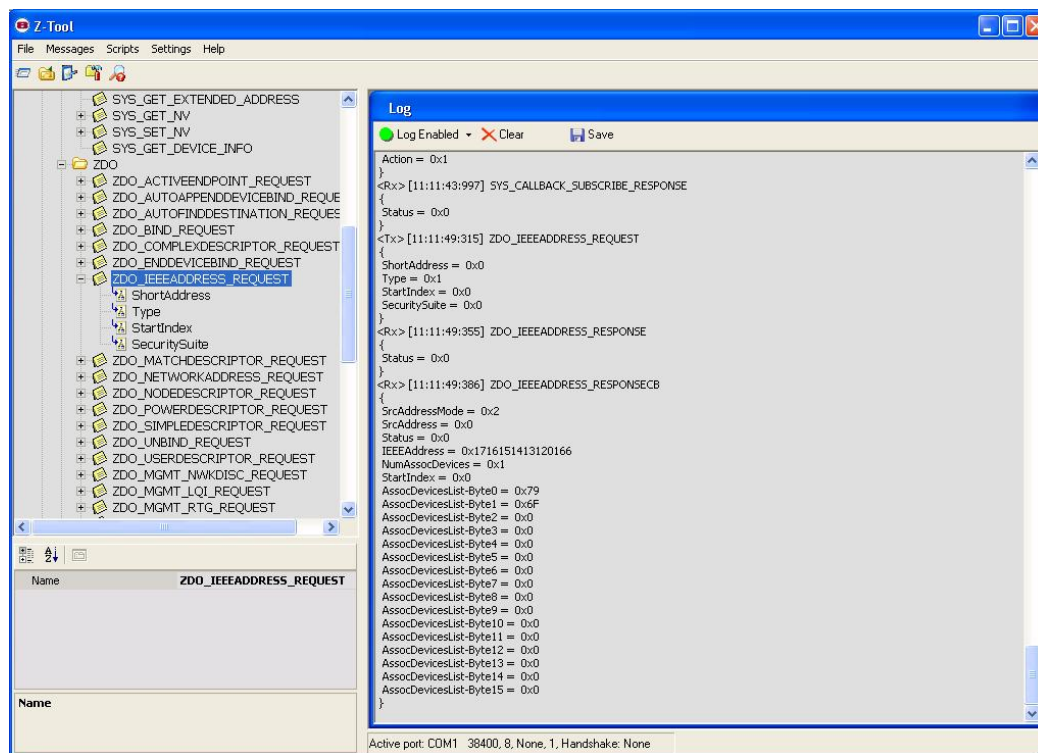 Z-Tool
File Messages Scripts Settings Help
SYS_GET_EXTENDED_ADDRESS
SYS_GET_NV
SYS_SET_NV
SYS_GET_DEVICE_INFO
ZDO
ZDO_ACTIVEENDPOINT_REQUEST
ZDO_AUTOAPPENDDEVICEBIND_REQUE
ZDO_AUTOFINDDESTINATION_REQUES
ZDO_BIND_REQUEST
ZDO_COMPLEXDESCRIPTOR_REQUEST
ZDO_ENDDEVICEBIND_REQUEST
ZDO_IEEEADDRESS_REQUEST
ShortAddress
Type
StartIndex
SecuritySuite
ZDO_MATCHDESCRIPTOR_REQUEST
ZDO_NETWORKADDRESS_REQUEST
ZDO_NODEDESCRIPTOR_REQUEST
ZDO_POWERDESCRIPTOR_REQUEST
ZDO_SIMPLEDESCRIPTOR_REQUEST
ZDO_UNBIND_REQUEST
ZDO_USERDESCRIPTOR_REQUEST
ZDO_MGMT_NWKDISC_REQUEST
ZDO_MGMT_LQI_REQUEST
ZDO_MGMT_RTG_REQUEST
Name ZDO_IEEEADDRESS_REQUEST
Name
Log
Log Enabled Clear Save
Action = 0x1
}
<Rx> [11:11:43:997] SYS_CALLBACK_SUBSCRIBE_RESPONSE
{
Status = 0x0
}
<Tx> [11:11:49:315] ZDO_IEEEADDRESS_REQUEST
{
ShortAddress = 0x0
Type = 0x1
StartIndex = 0x0
SecuritySuite = 0x0
}
<Rx> [11:11:49:355] ZDO_IEEEADDRESS_RESPONSE
{
Status = 0x0
}
<Rx> [11:11:49:386] ZDO_IEEEADDRESS_RESPONSECB
{
SrcAddressMode = 0x2
SrcAddress = 0x0
Status = 0x0
IEEEAddress = 0x1716151413120166
NumAssocDevices = 0x1
StartIndex = 0x0
AssocDevicesList-Byte0 = 0x79
AssocDevicesList-Byte1 = 0x6F
AssocDevicesList-Byte2 = 0x0
AssocDevicesList-Byte3 = 0x0
AssocDevicesList-Byte4 = 0x0
AssocDevicesList-Byte5 = 0x0
AssocDevicesList-Byte6 = 0x0
AssocDevicesList-Byte7 = 0x0
AssocDevicesList-Byte8 = 0x0
AssocDevicesList-Byte9 = 0x0
AssocDevicesList-Byte10 = 0x0
AssocDevicesList-Byte11 = 0x0
AssocDevicesList-Byte12 = 0x0
AssocDevicesList-Byte13 = 0x0
AssocDevicesList-Byte14 = 0x0
AssocDevicesList-Byte15 = 0x0
}
Active port: COM1 38400, 8, None, 1, Handshake: None